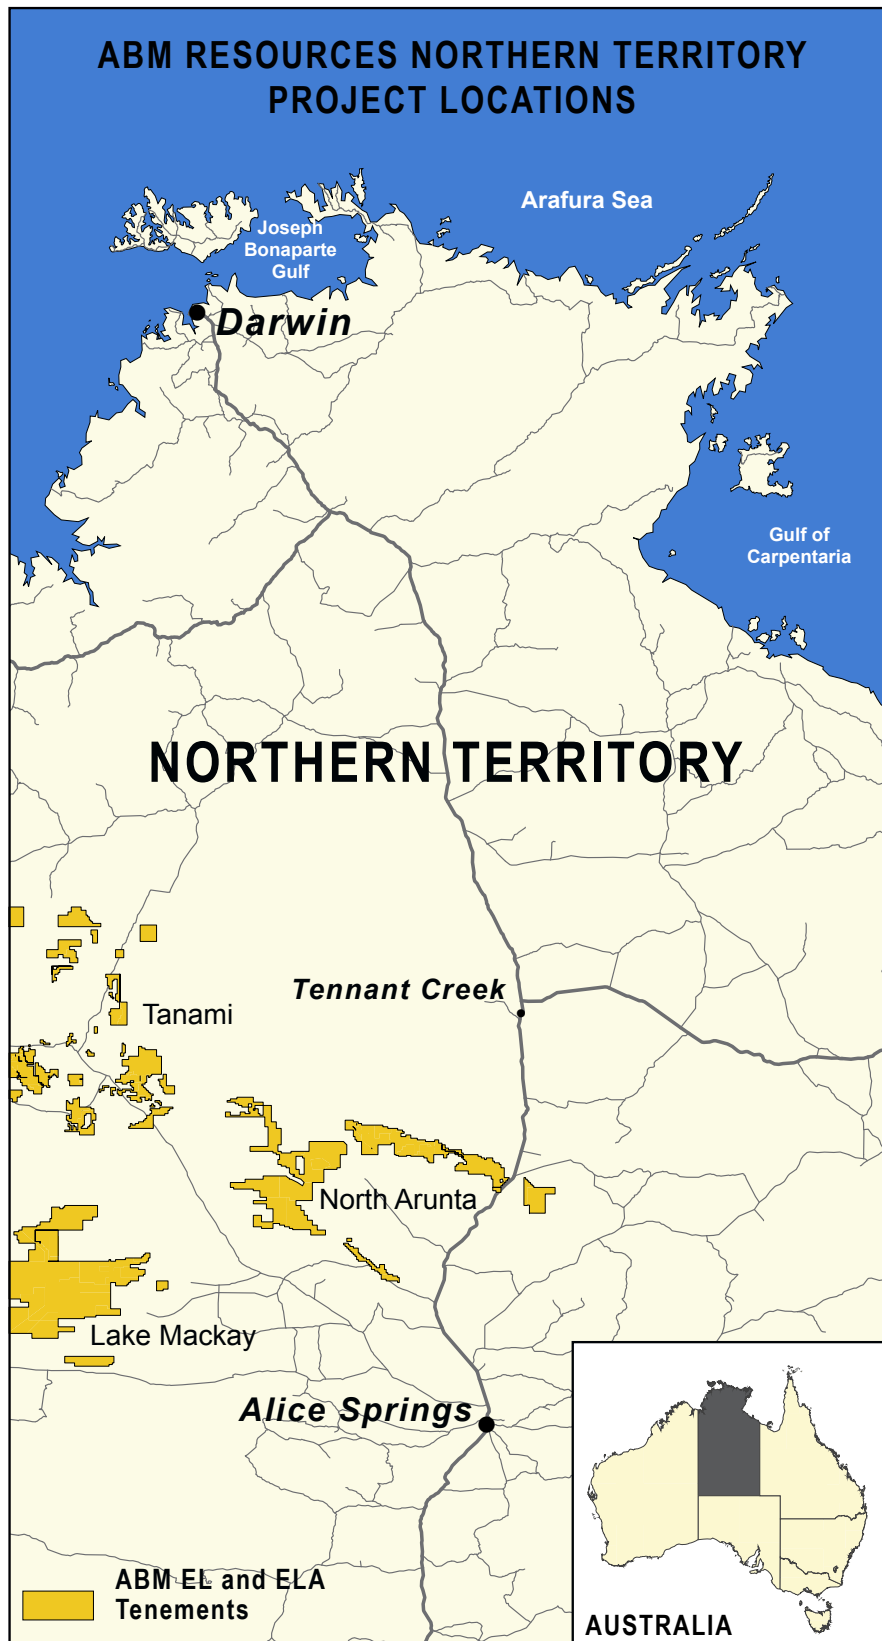 ABM RESOURCES NORTHERN TERRITORY
PROJECT LOCATIONS
Arafura Sea
Joseph
Bonaparte
Gulf
Darwin
Gulf of
Carpentaria
NORTHERN TERRITORY
Tennant Creek
Tanami
North Arunta
Lake Mackay
Alice Springs
ABM EL and ELA
Tenements
AUSTRALIA